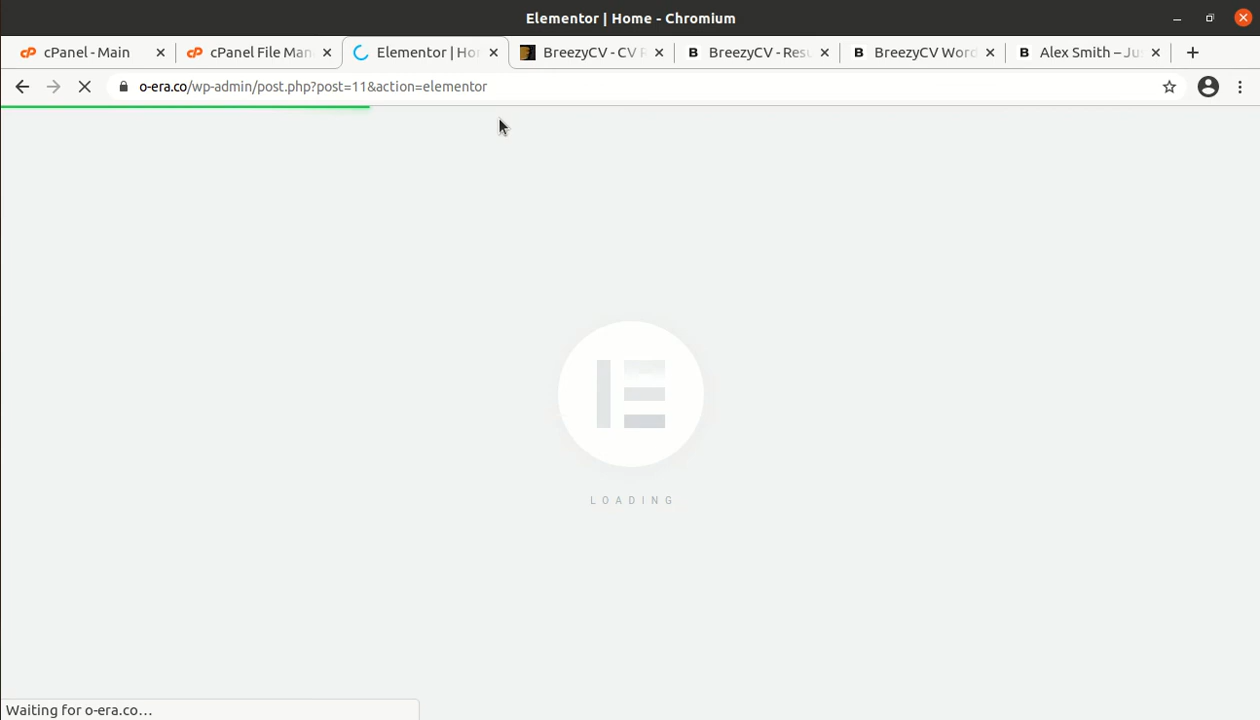 Elementor | Home - Chromium
cPanel - Main
cPanel File Man
Elementor | Hor
BreezyCV - CV R
BreezyCV - Resu
BreezyCV Word
Alex Smith – Jus
o-era.co/wp-admin/post.php?post=11&action=elementor
LOADING
Waiting for o-era.co…